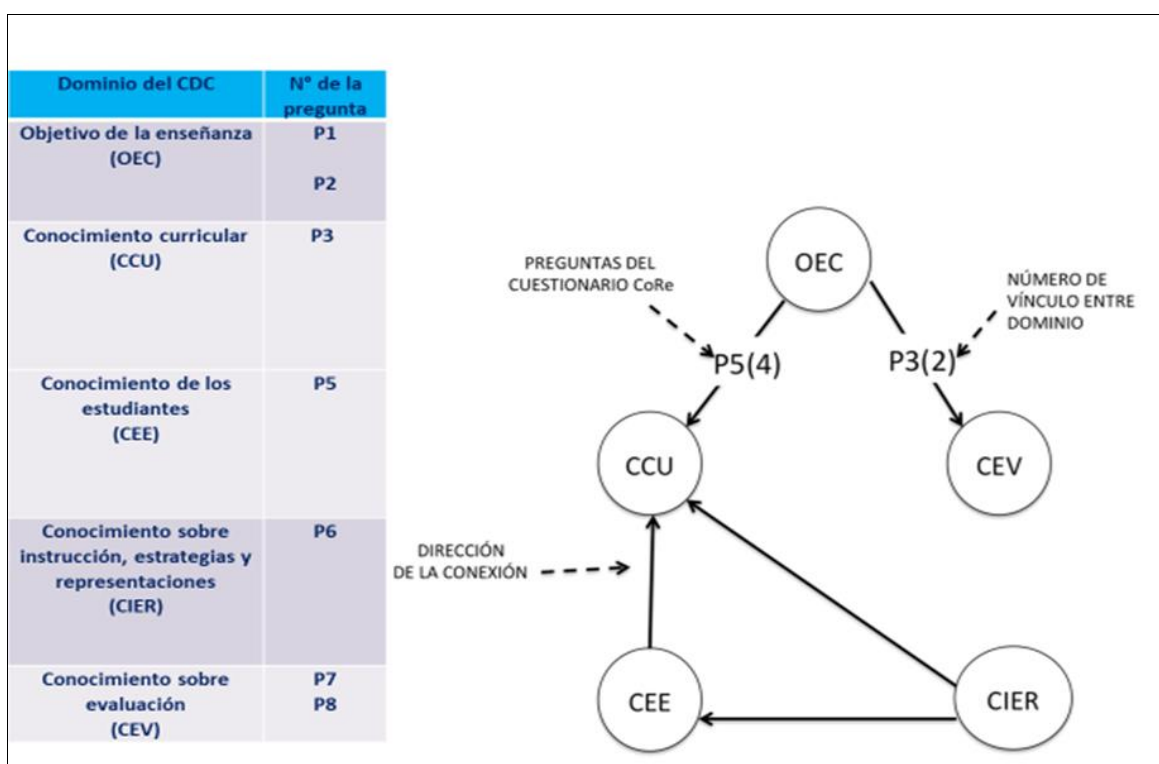 Dominio del CDC
N° de la
pregunta
Objetivo de la enseñanza
(OEC)
P1
P2
Conocimiento curricular
(CCU)
P3
Conocimiento de los
estudiantes
(CEE)
P5
Conocimiento sobre
instrucción, estrategias y
representaciones
(CIER)
P6
Conocimiento sobre
evaluación
(CEV)
P7
P8
OEC
PREGUNTAS DEL
CUESTIONARIO CoRe
NÚMERO DE
VÍNCULO ENTRE
DOMINIO
P5(4)
P3(2)
CCU
CEV
DIRECCIÓN
DE LA CONEXIÓN
CEE
CIER